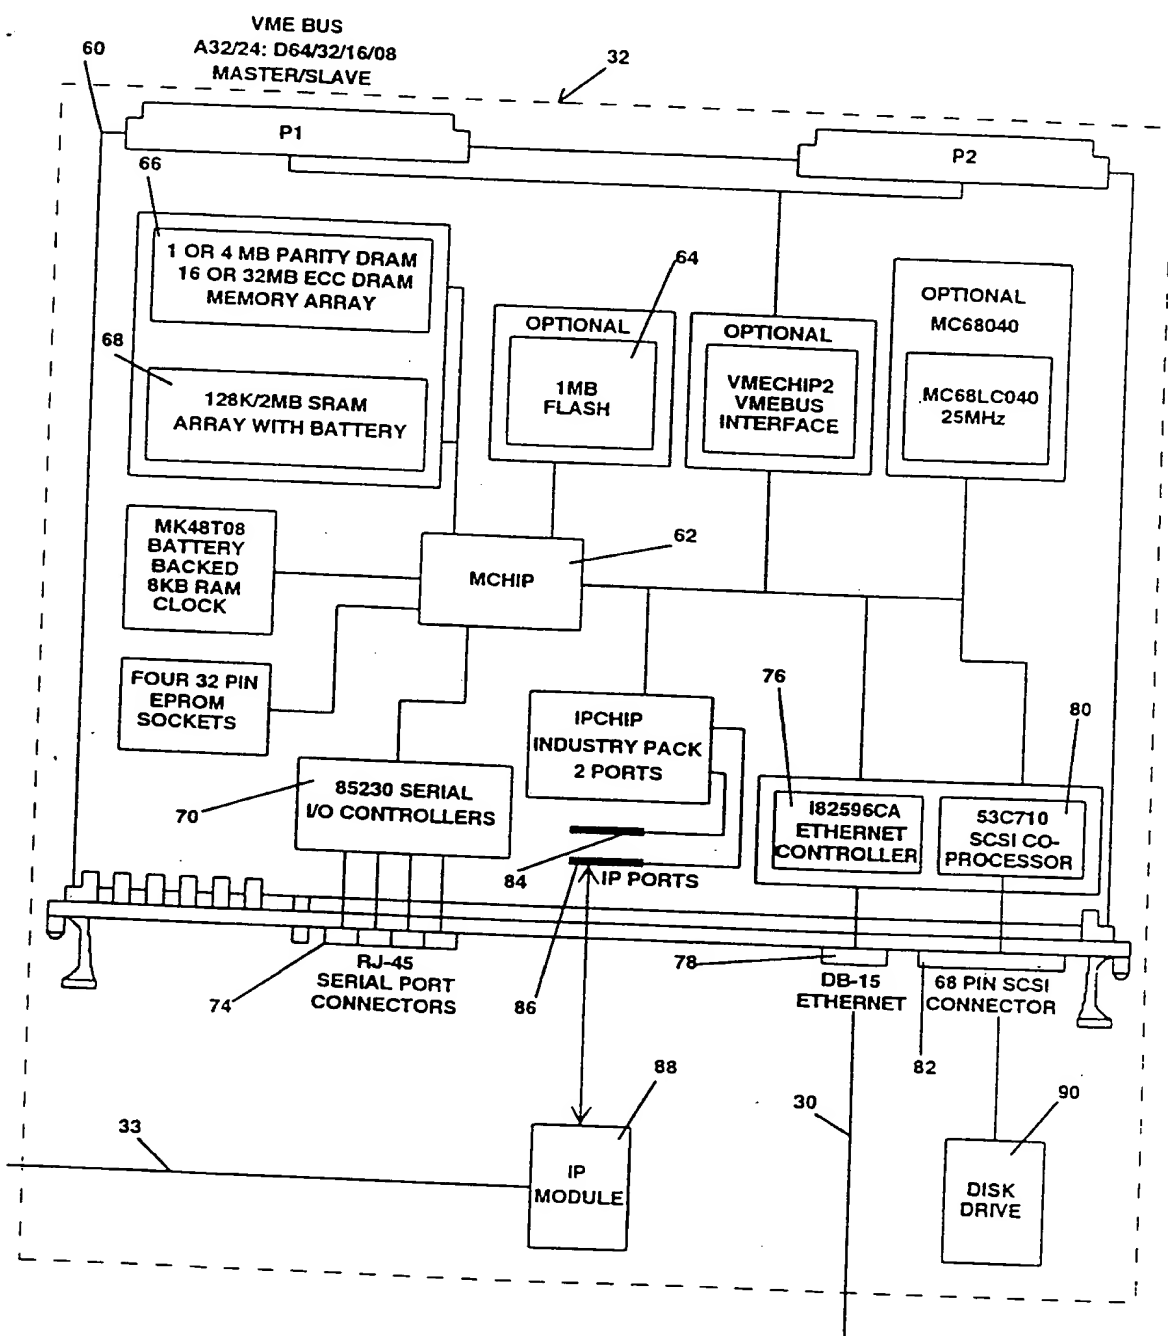 VME BUS
A32/24: D64/32/16/08
MASTER/SLAVE
60
32
P1
P2
66
1 OR 4 MB PARITY DRAM
16 OR 32MB ECC DRAM
MEMORY ARRAY
68
128K/2MB SRAM
ARRAY WITH BATTERY
64
OPTIONAL
1MB
FLASH
OPTIONAL
VMECHIP2
VMEBUS
INTERFACE
OPTIONAL
MC68040
MC68LC040
25MHz
MK48T08
BATTERY
BACKED
8KB RAM
CLOCK
MCHIP
62
FOUR 32 PIN
EPROM
SOCKETS
IPCHIP
INDUSTRY PACK
2 PORTS
76
80
70
85230 SERIAL
I/O CONTROLLERS
I82596CA
ETHERNET
CONTROLLER
53C710
SCSI CO-
PROCESSOR
84
IP PORTS
74
RJ-45
SERIAL PORT
CONNECTORS
86
78
DB-15
ETHERNET
68 PIN SCSI
CONNECTOR
82
88
30
90
33
IP
MODULE
DISK
DRIVE